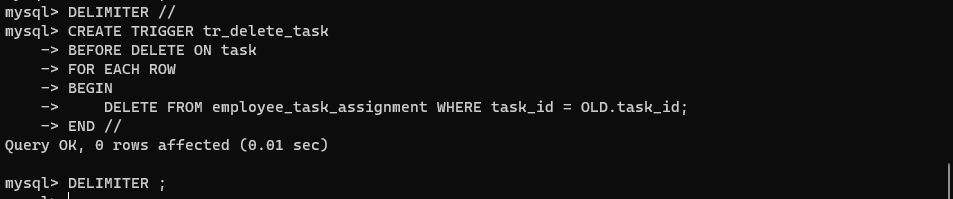 mysql> DELIMITER //
mysql> CREATE TRIGGER tr_delete_task
    -> BEFORE DELETE ON task
    -> FOR EACH ROW
    -> BEGIN
    ->     DELETE FROM employee_task_assignment WHERE task_id = OLD.task_id;
    -> END //
Query OK, 0 rows affected (0.01 sec)

mysql> DELIMITER ;